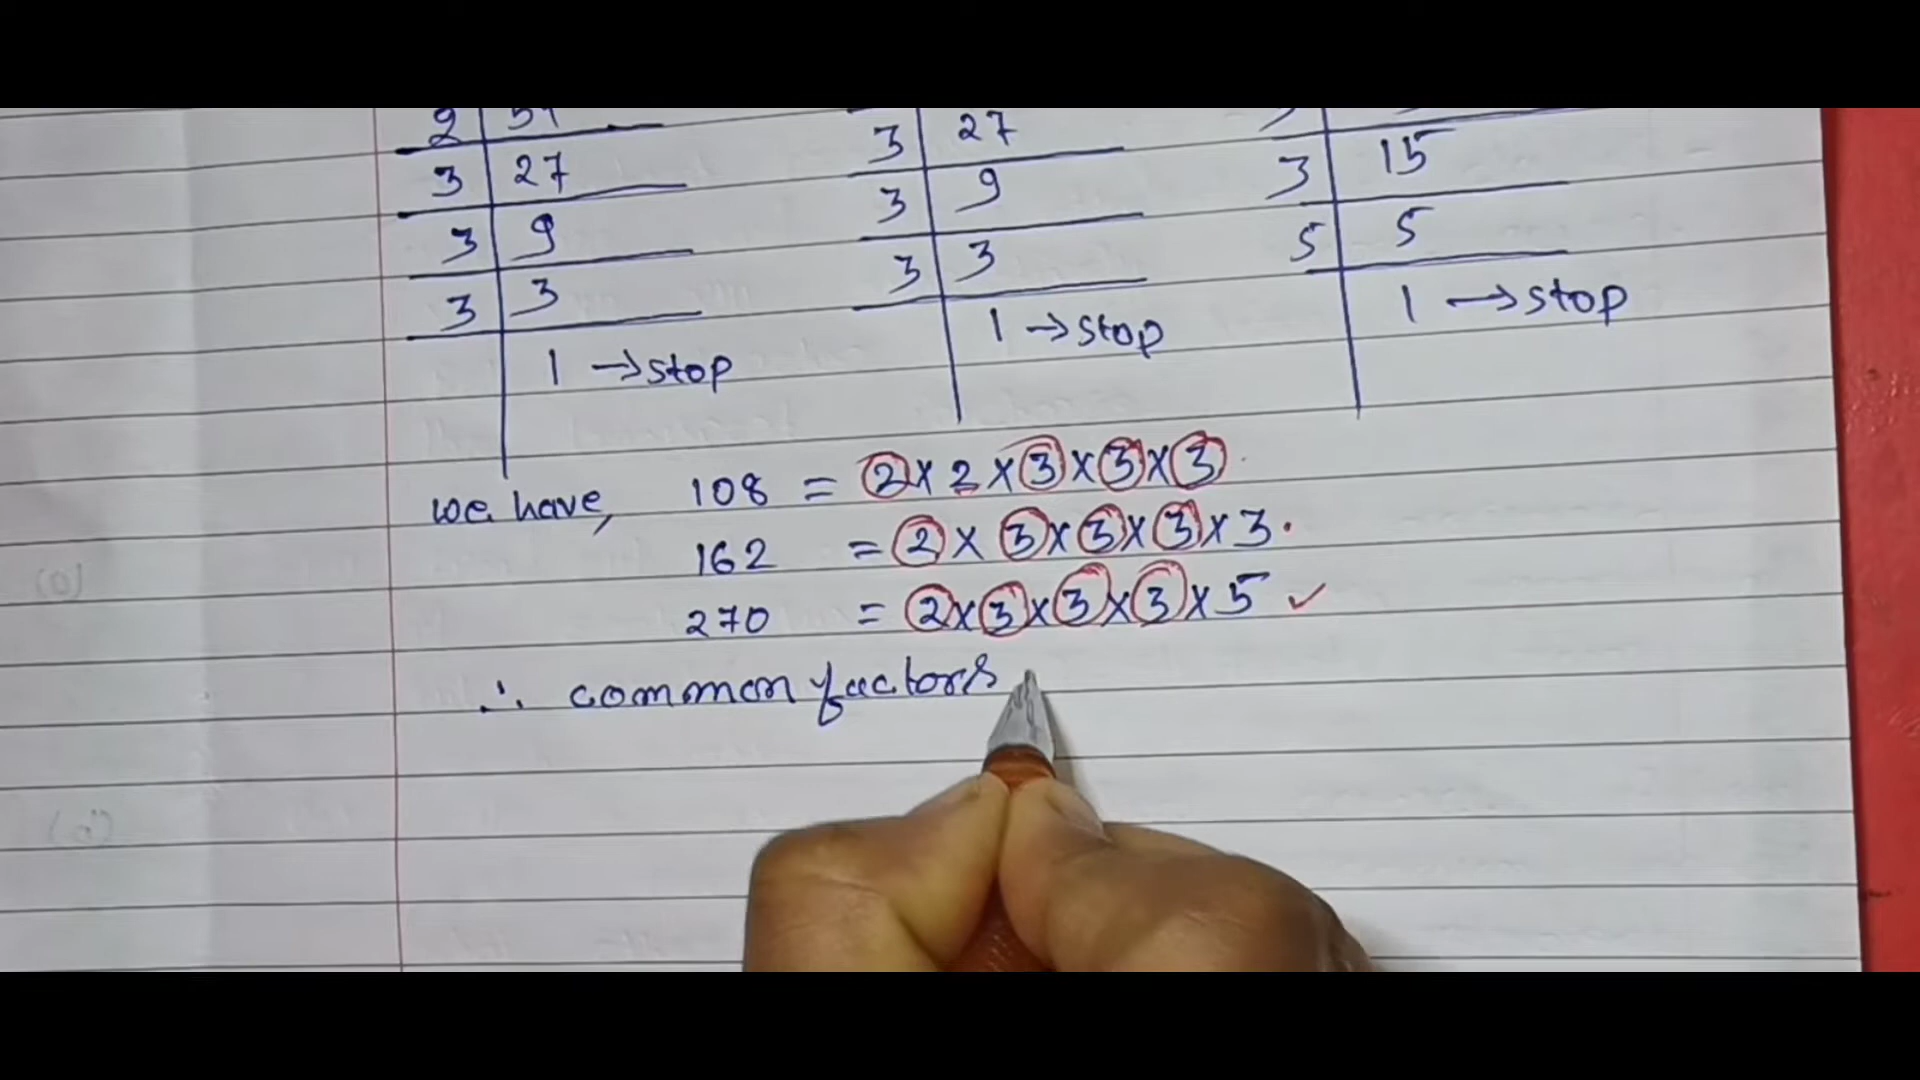 2 | 54
3 | 27
3 | 9
3 | 3
1 → stop
3 | 27
3 | 9
3 | 3
1 → stop
3 | 15
5 | 5
1 → stop
we have, 108 = 2 × 2 × 3 × 3 × 3
162 = 2 × 3 × 3 × 3 × 3.
270 = 2 × 3 × 3 × 3 × 5 ✓
∴ common factors